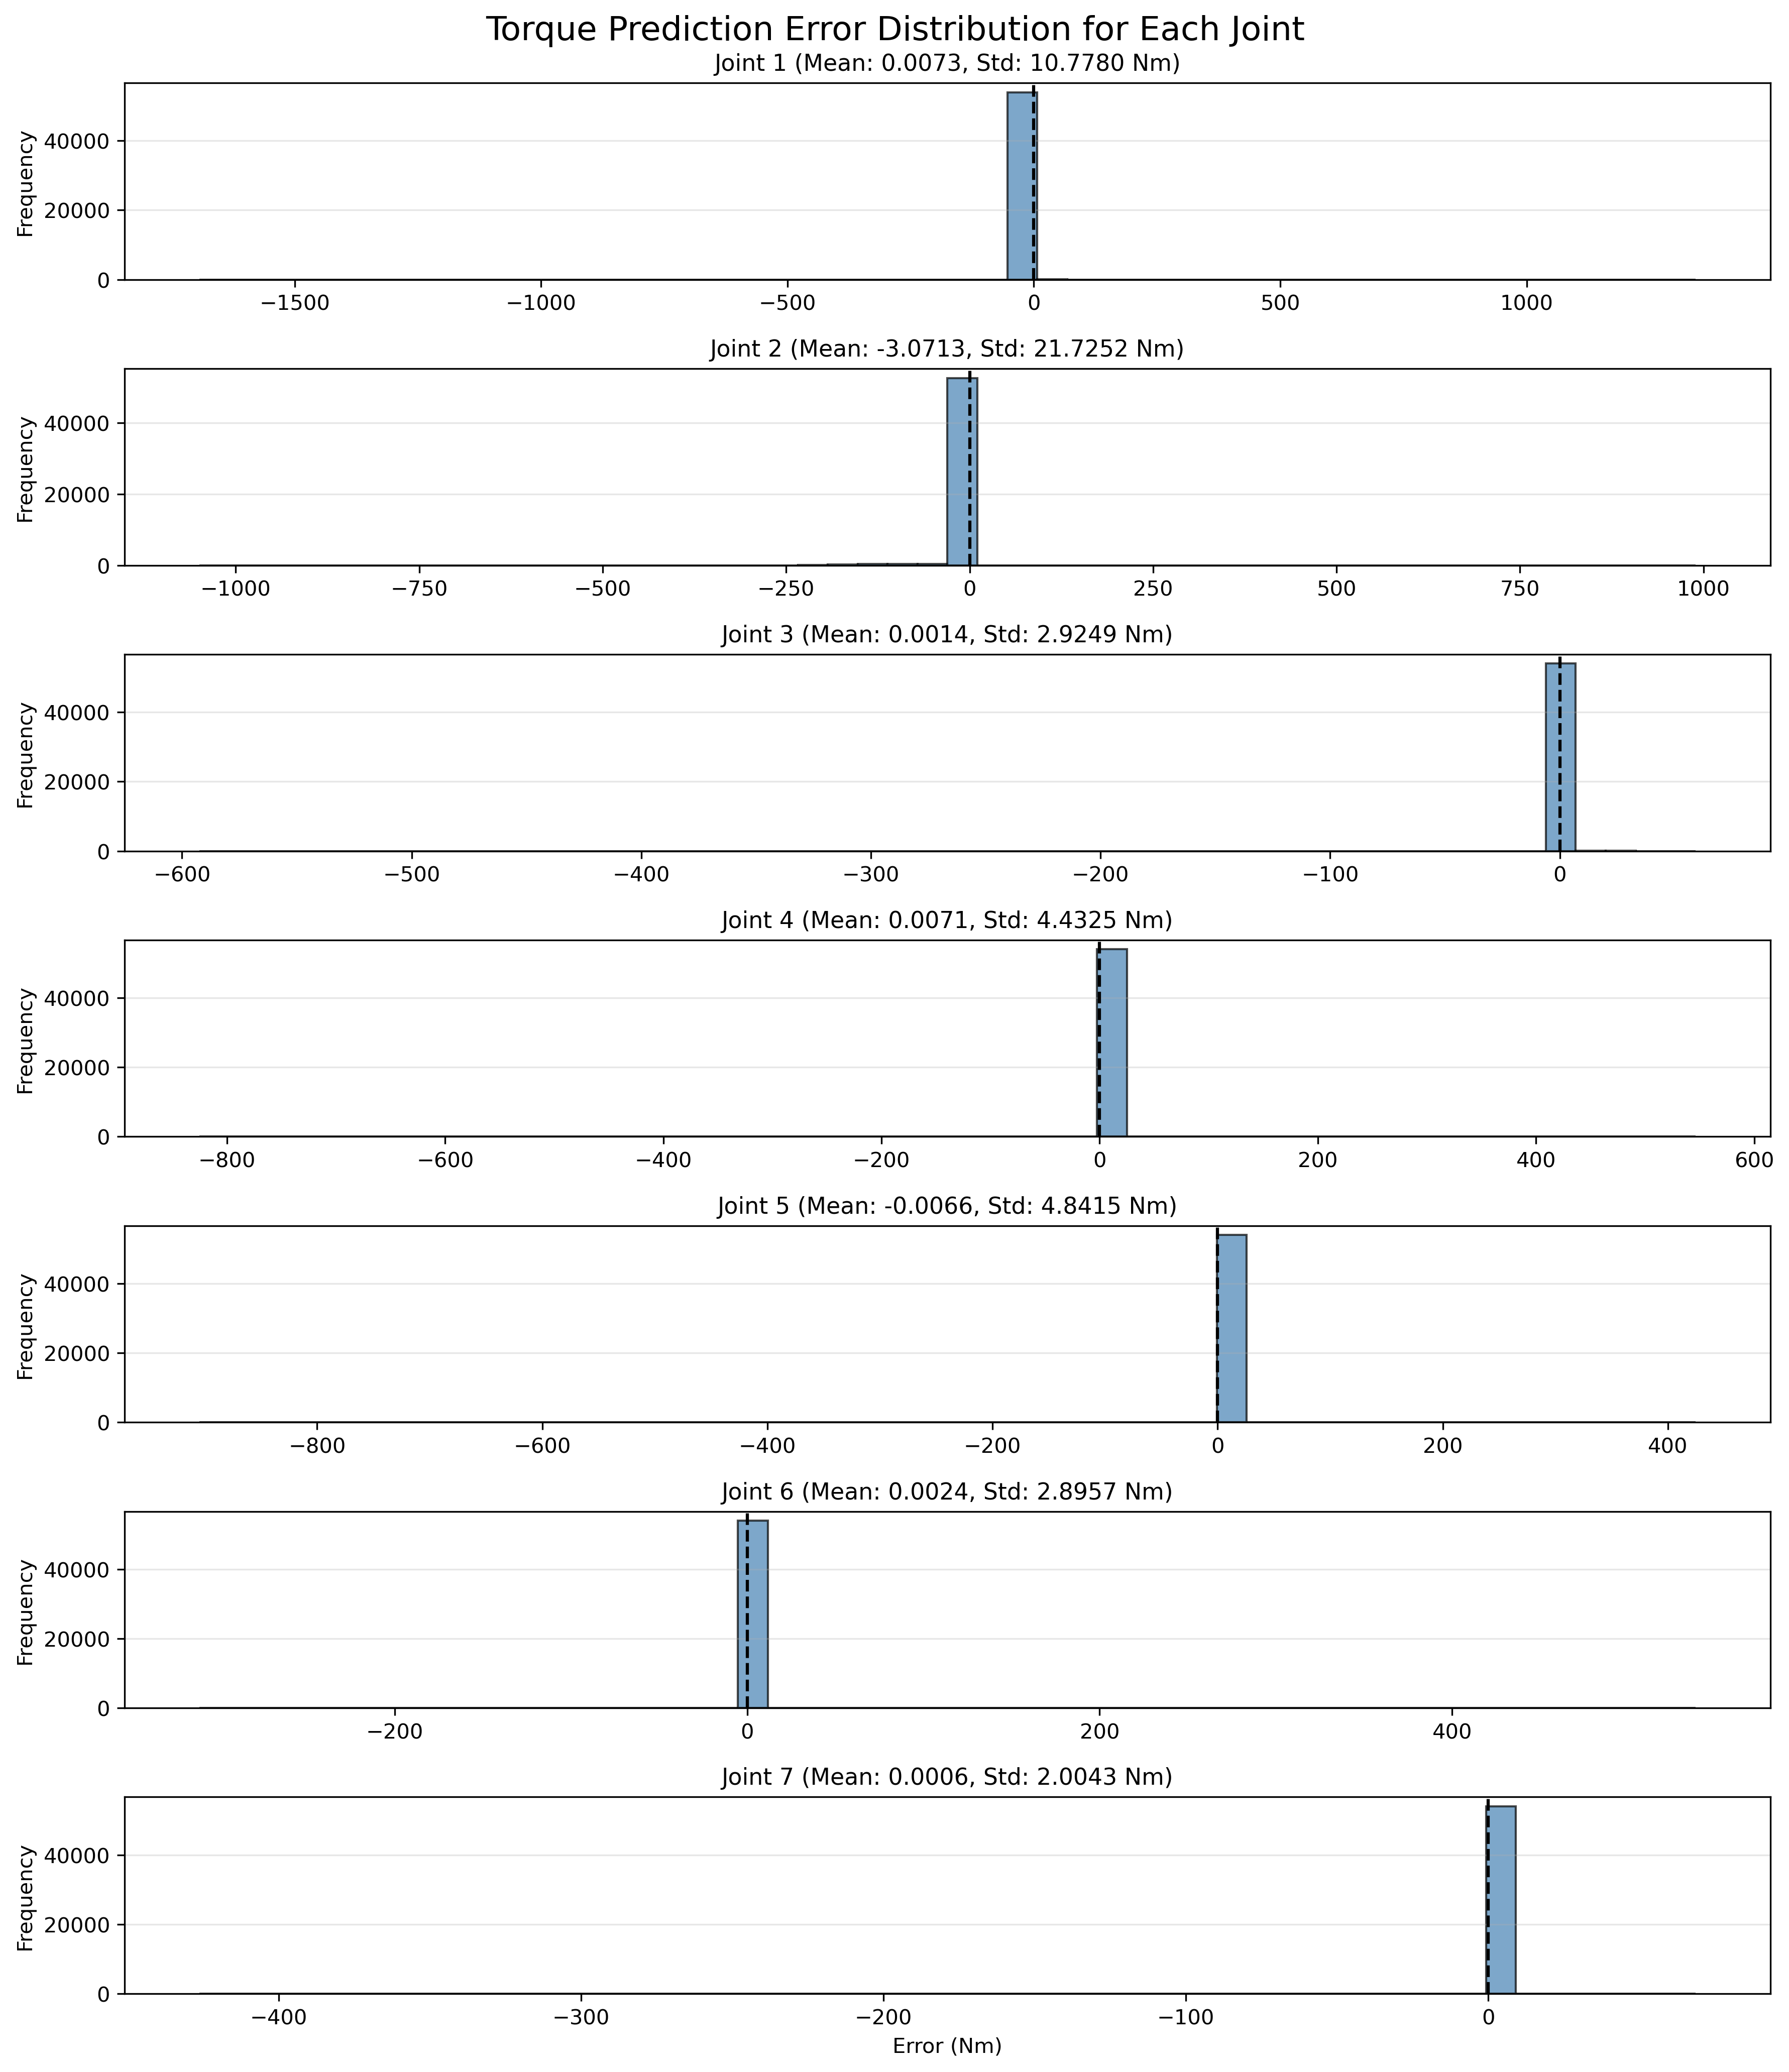 Torque Prediction Error Distribution for Each Joint
Joint 1 (Mean: 0.0073, Std: 10.7780 Nm)
Frequency
40000
20000
0
−1500 −1000 −500 0 500 1000
Joint 2 (Mean: -3.0713, Std: 21.7252 Nm)
Frequency
40000
20000
0
−1000 −750 −500 −250 0 250 500 750 1000
Joint 3 (Mean: 0.0014, Std: 2.9249 Nm)
Frequency
40000
20000
0
−600 −500 −400 −300 −200 −100 0
Joint 4 (Mean: 0.0071, Std: 4.4325 Nm)
Frequency
40000
20000
0
−800 −600 −400 −200 0 200 400 600
Joint 5 (Mean: -0.0066, Std: 4.8415 Nm)
Frequency
40000
20000
0
−800 −600 −400 −200 0 200 400
Joint 6 (Mean: 0.0024, Std: 2.8957 Nm)
Frequency
40000
20000
0
−200 0 200 400
Joint 7 (Mean: 0.0006, Std: 2.0043 Nm)
Frequency
40000
20000
0
−400 −300 −200 −100 0
Error (Nm)